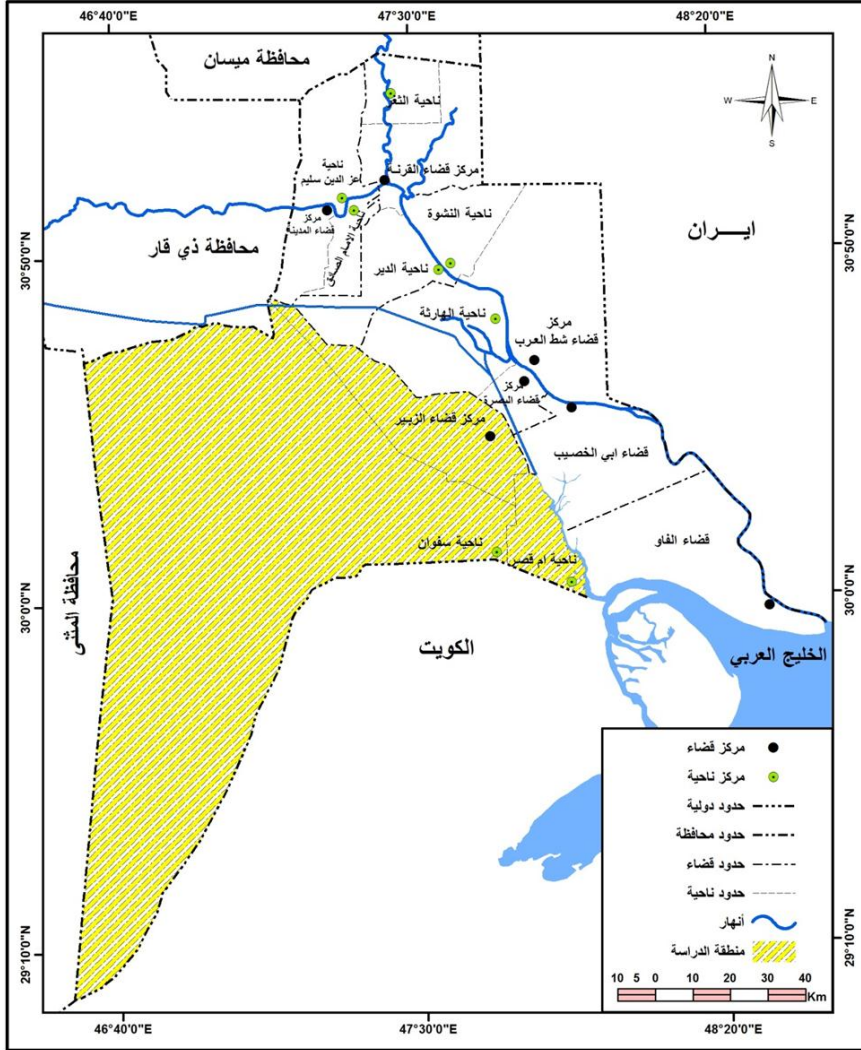 46°40'0"E
47°30'0"E
48°20'0"E
N
W
E
S
محافظة ميسان
ناحية الثغر
ناحية
عز الدين سليم
مركز قضاء القرنة
مركز
قضاء المدينة
ناحية الامام الصادق
ناحية النشوة
ايـــران
محافظة ذي قار
ناحية الدير
ناحية الهارثة
مركز
قضاء شط العرب
مركز
قضاء البصرة
مركز قضاء الزبير
قضاء ابي الخصيب
ناحية سفوان
ناحية ام قصر
قضاء الفاو
محافظة المثنى
الكويت
الخليج العربي
30°50'0"N
30°50'0"N
30°0'0"N
30°0'0"N
29°10'0"N
29°10'0"N
مركز قضاء
مركز ناحية
حدود دولية
حدود محافظة
حدود قضاء
حدود ناحية
أنهار
منطقة الدراسة
10 5 0 10 20 30 40
Km
46°40'0"E
47°30'0"E
48°20'0"E